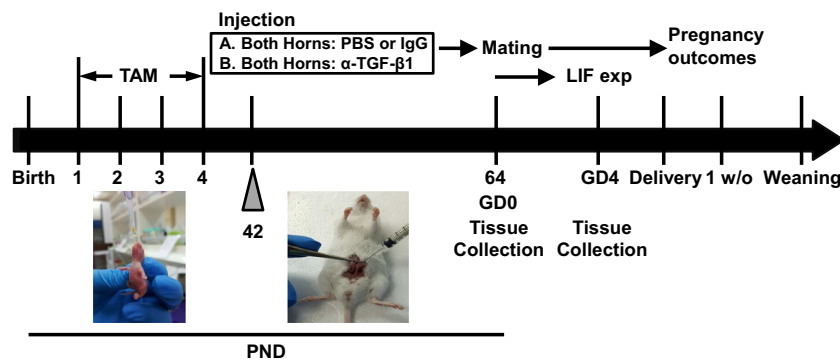 Injection
A. Both Horns: PBS or IgG
B. Both Horns: α-TGF-β1
Mating
Pregnancy
outcomes
TAM
LIF exp
Birth 1 2 3 4 64 GD4 Delivery 1 w/o Weaning
42
GD0
Tissue
Collection
Tissue
Collection
PND